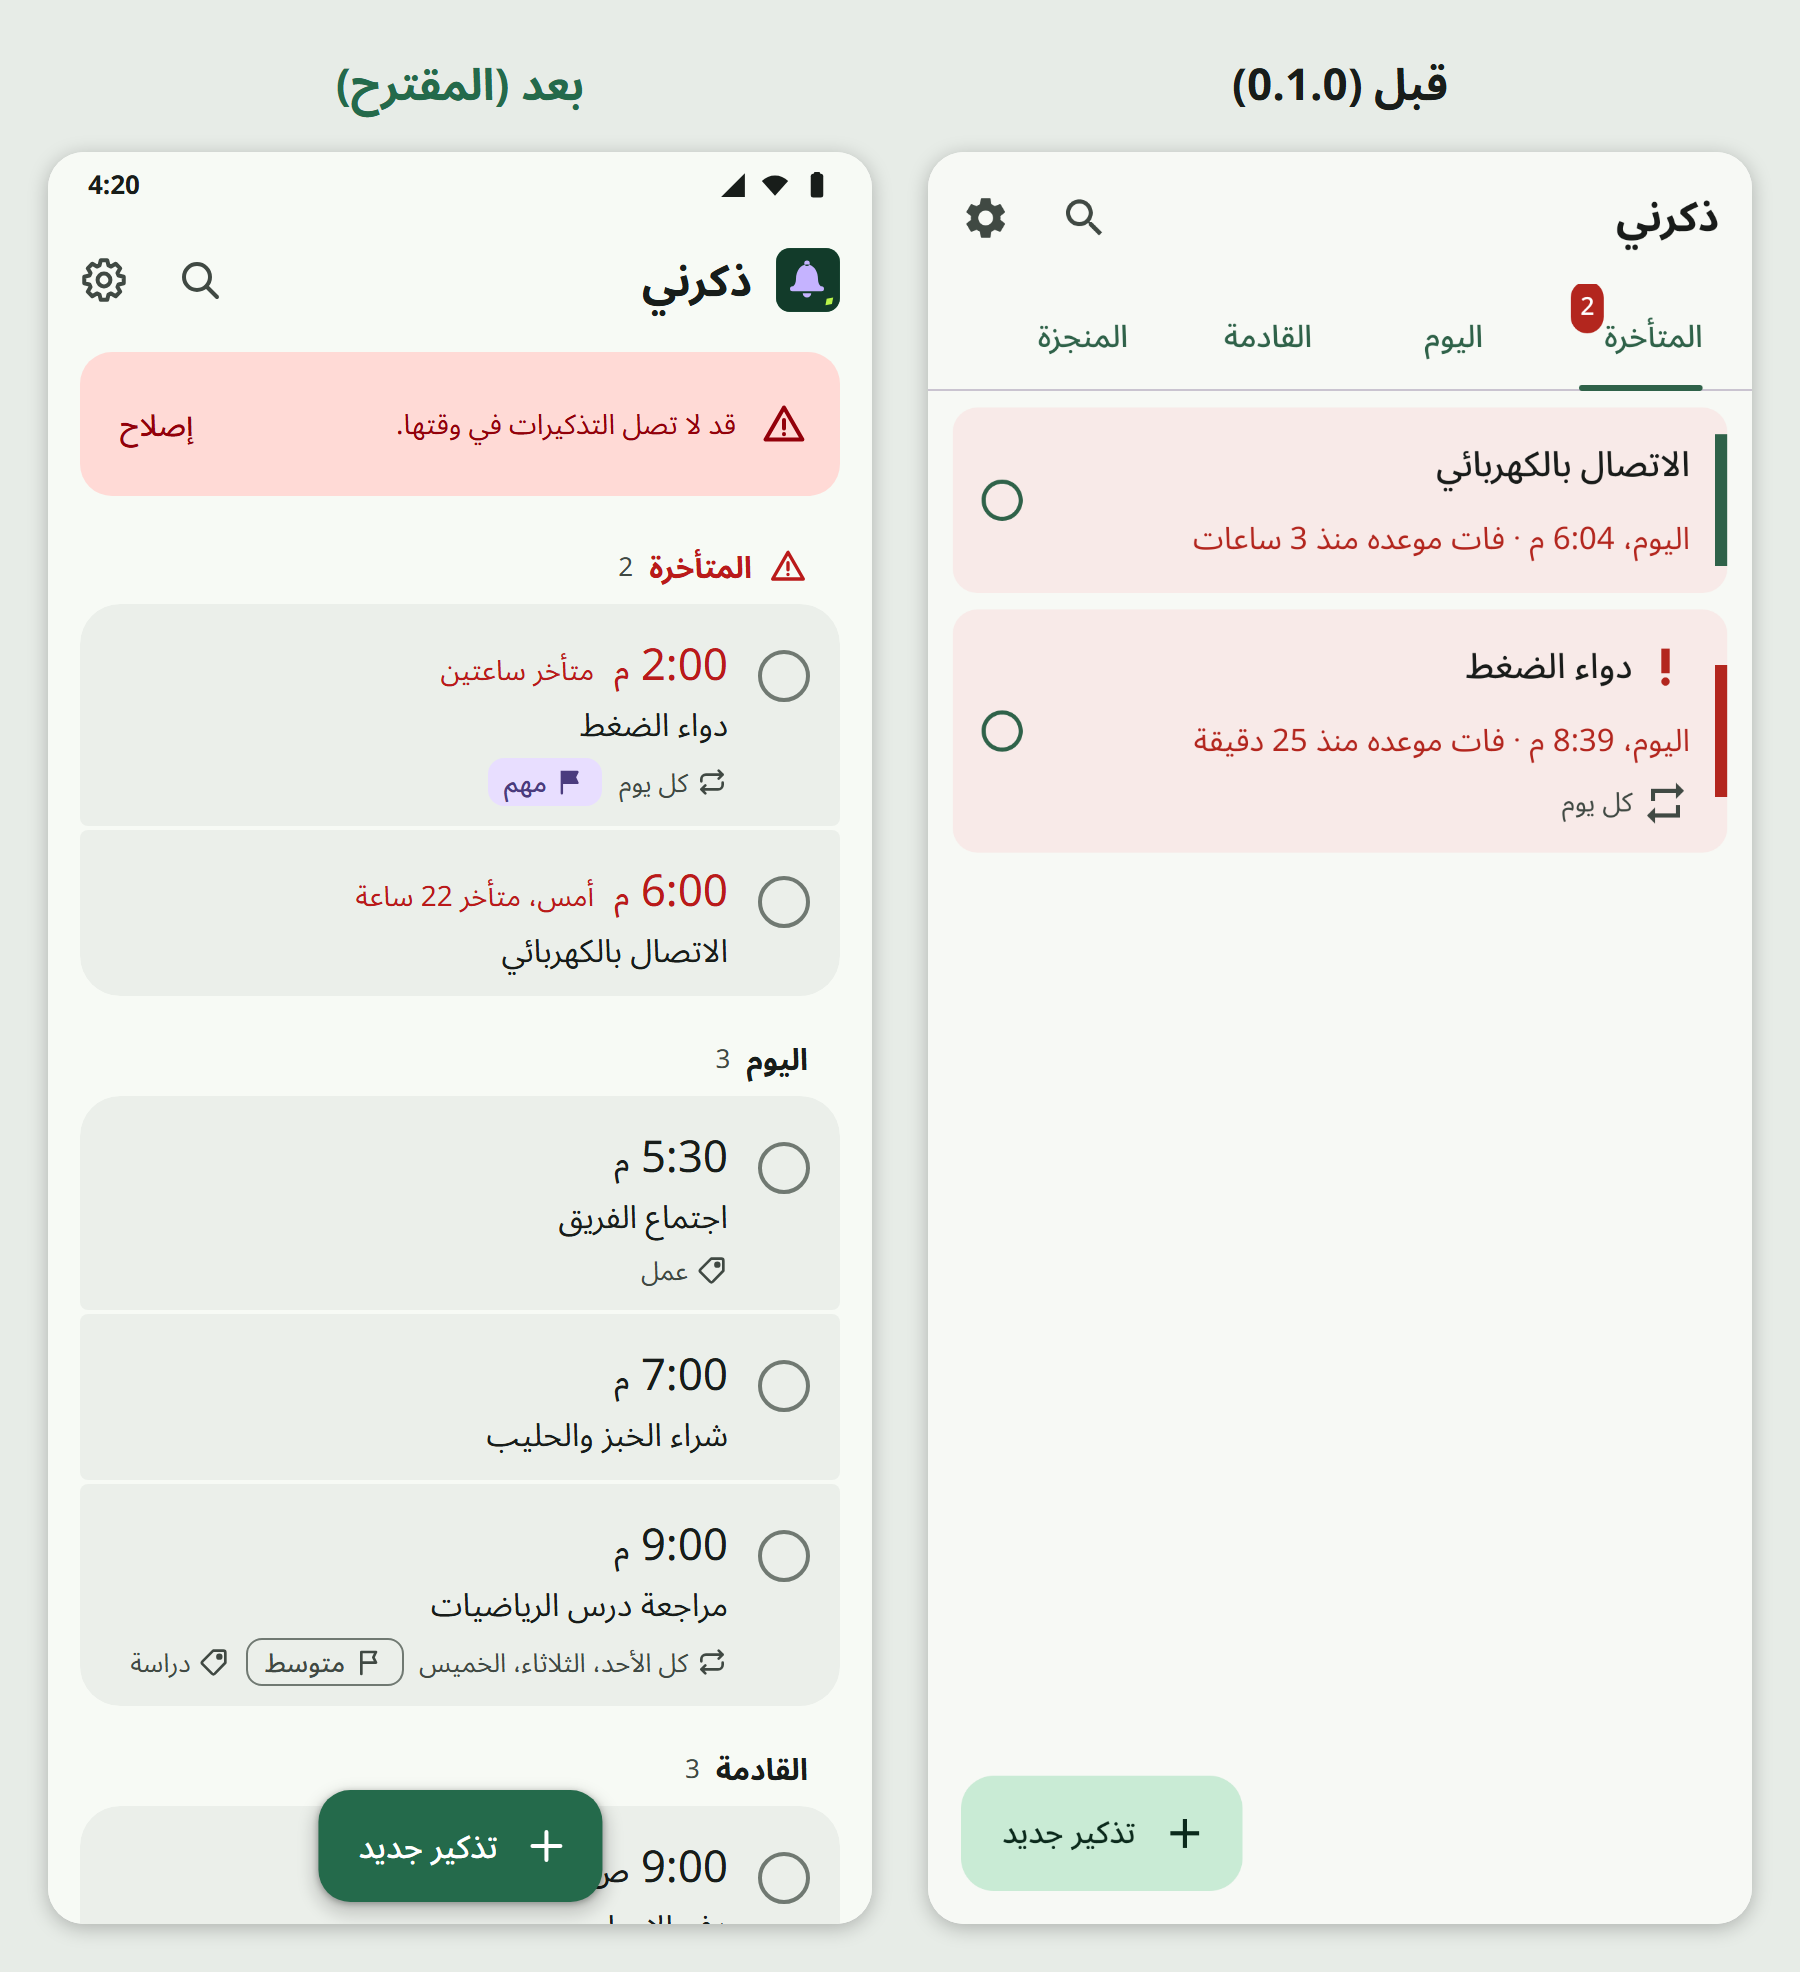 قبل (0.1.0)
ذكرني
المتأخرة 2
اليوم
القادمة
المنجزة
الاتصال بالكهربائي
اليوم، 6:04 م · فات موعده منذ 3 ساعات
دواء الضغط
اليوم، 8:39 م · فات موعده منذ 25 دقيقة
كل يوم
تذكير جديد
بعد (المقترح)
4:20
ذكرني
قد لا تصل التذكيرات في وقتها.
إصلاح
المتأخرة 2
2:00 م متأخر ساعتين
دواء الضغط
كل يوم مهم
6:00 م أمس، متأخر 22 ساعة
الاتصال بالكهربائي
اليوم 3
5:30 م
اجتماع الفريق
عمل
7:00 م
شراء الخبز والحليب
9:00 م
مراجعة درس الرياضيات
كل الأحد، الثلاثاء، الخميس متوسط دراسة
القادمة 3
9:00 ص
تذكير جديد